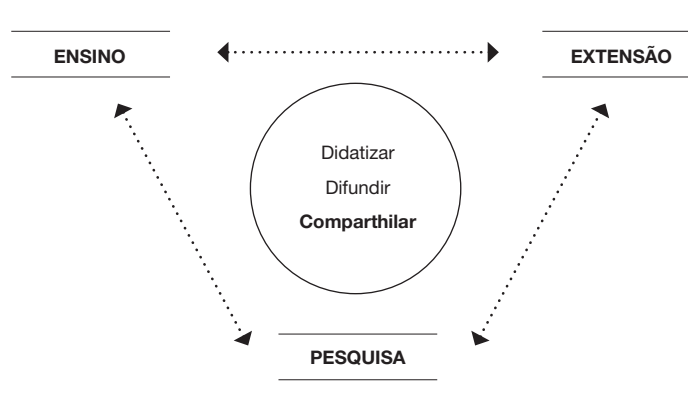 ENSINO
EXTENSÃO
Didatizar
Difundir
Comparthilar
PESQUISA